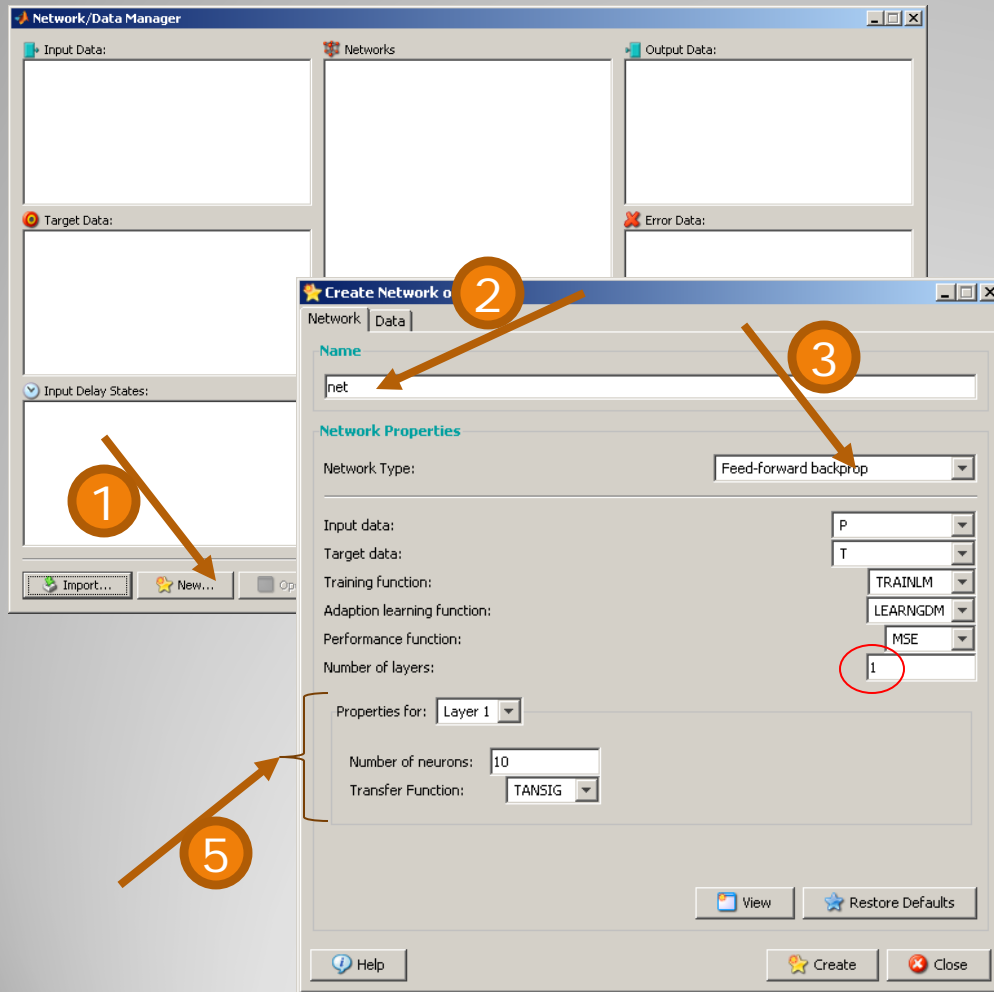 Network/Data Manager
Input Data:
Networks
Output Data:
Target Data:
Error Data:
Input Delay States:
1
Import...
New...
Op
Create Network o
2
Network
Data
3
Name
net
Network Properties
Network Type:
Feed-forward backprop
Input data:
P
Target data:
T
Training function:
TRAINLM
Adaption learning function:
LEARNGDM
Performance function:
MSE
Number of layers:
1
Properties for:
Layer 1
Number of neurons:
10
Transfer Function:
TANSIG
5
View
Restore Defaults
Help
Create
Close